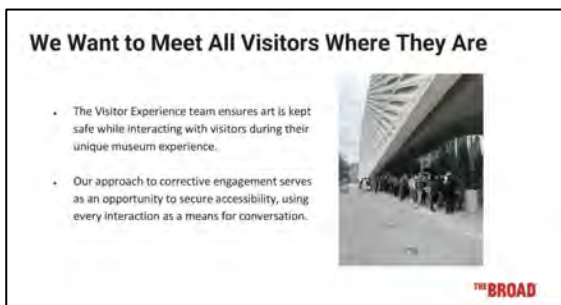 We Want to Meet All Visitors Where They Are
• The Visitor Experience team ensures art is kept
safe while interacting with visitors during their
unique museum experience.
• Our approach to corrective engagement serves
as an opportunity to secure accessibility, using
every interaction as a means for conversation.
THE BROAD